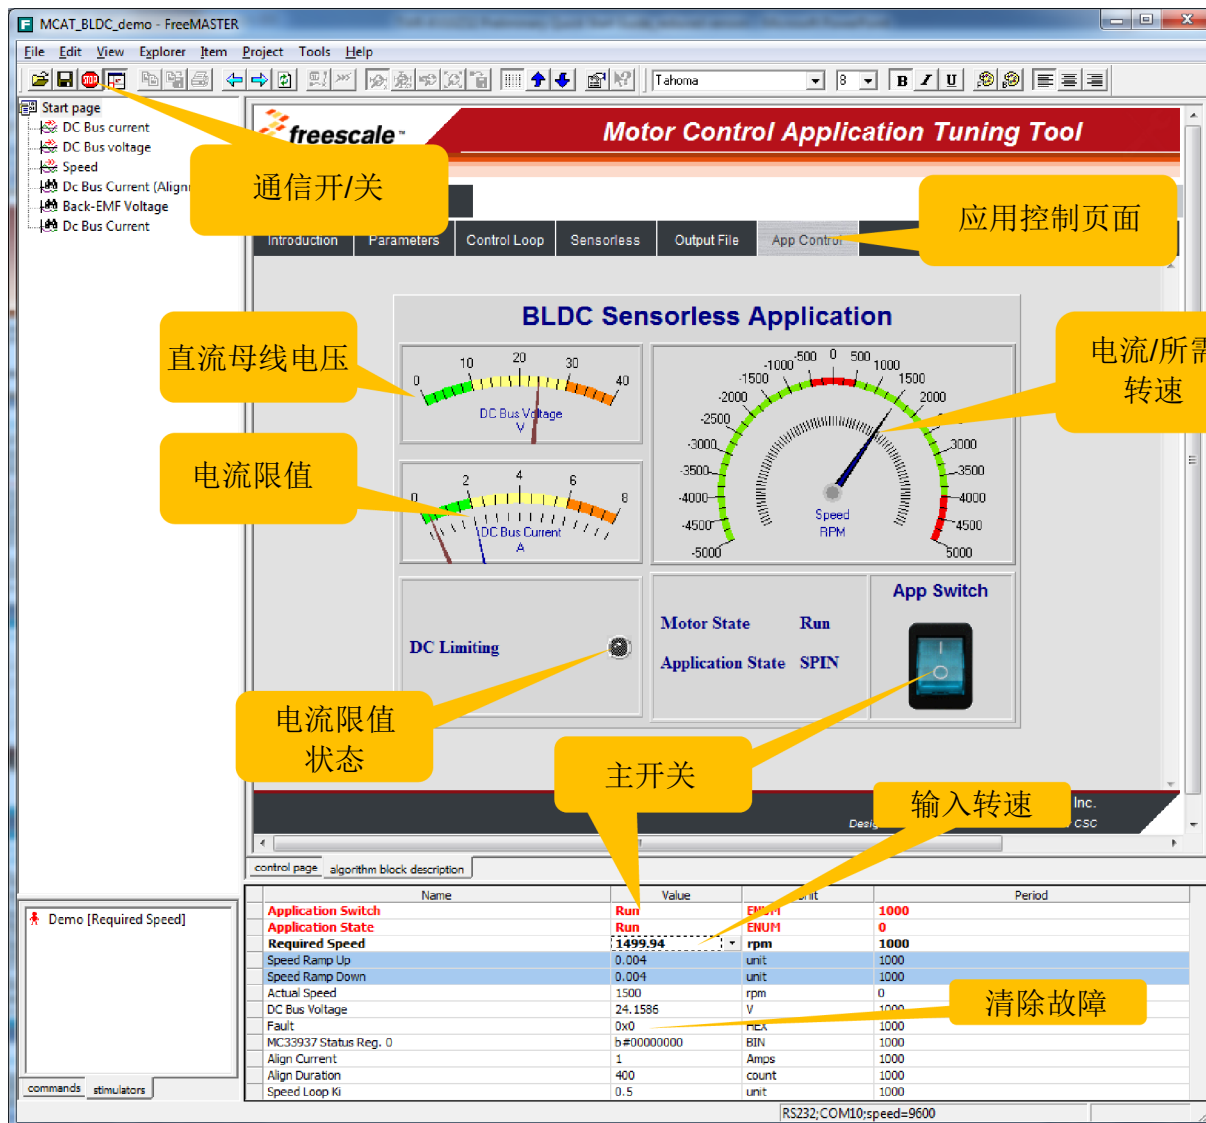 MCAT_BLDC_demo - FreeMASTER
File Edit View Explorer Item Project Tools Help
Tahoma 8 B I U
Start page
DC Bus current
DC Bus voltage
Speed
Dc Bus Current (Align
Back-EMF Voltage
Dc Bus Current
freescale™
Motor Control Application Tuning Tool
通信开/关
应用控制页面
Introduction Parameters Control Loop Sensorless Output File App Control
BLDC Sensorless Application
直流母线电压
0 10 20 30 40
DC Bus Voltage
V
电流限值
0 2 4 6 8
DC Bus Current
A
电流/所需
转速
-5000 -4500 -4000 -3500 -3000 -2500 -2000 -1500 -1000 -500 0 500 1000 1500 2000 3000 3500 4000 4500 5000
Speed
RPM
DC Limiting
Motor State Run
Application State SPIN
App Switch
电流限值
状态
主开关
输入转速
Inc.
CSC
control page algorithm block description
Name Value Period
Application Switch Run ENUM 1000
Application State Run ENUM 0
Required Speed 1499.94 rpm 1000
Speed Ramp Up 0.004 unit 1000
Speed Ramp Down 0.004 unit 1000
Actual Speed 1500 rpm 0
DC Bus Voltage 24.1586 V 1000
Fault 0x0 HEX 1000
MC33937 Status Reg. 0 b#00000000 BIN 1000
Align Current 1 Amps 1000
Align Duration 400 count 1000
Speed Loop Ki 0.5 unit 1000
清除故障
Demo [Required Speed]
commands stimulators
RS232;COM10;speed=9600